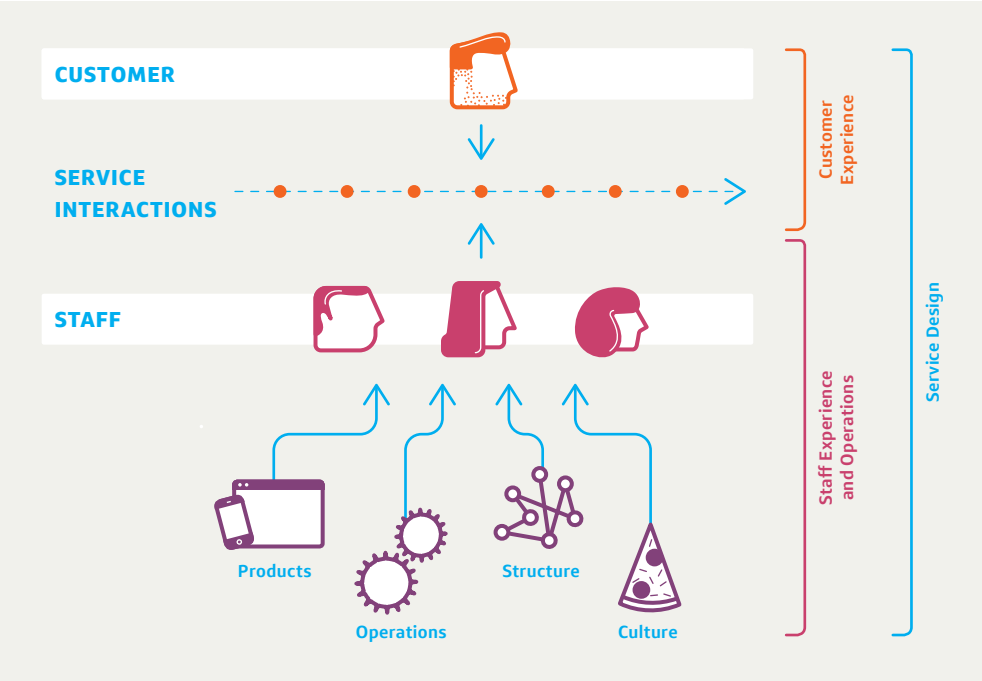 CUSTOMER
SERVICE
INTERACTIONS
STAFF
Products
Operations
Structure
Culture
Customer
Experience
Staff Experience
and Operations
Service Design